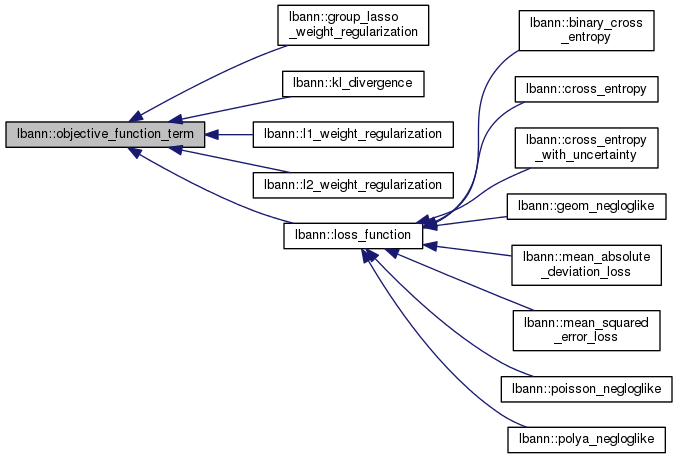 lbann::objective_function_term
lbann::group_lasso
_weight_regularization
lbann::kl_divergence
lbann::l1_weight_regularization
lbann::l2_weight_regularization
lbann::loss_function
lbann::binary_cross
_entropy
lbann::cross_entropy
lbann::cross_entropy
_with_uncertainty
lbann::geom_negloglike
lbann::mean_absolute
_deviation_loss
lbann::mean_squared
_error_loss
lbann::poisson_negloglike
lbann::polya_negloglike